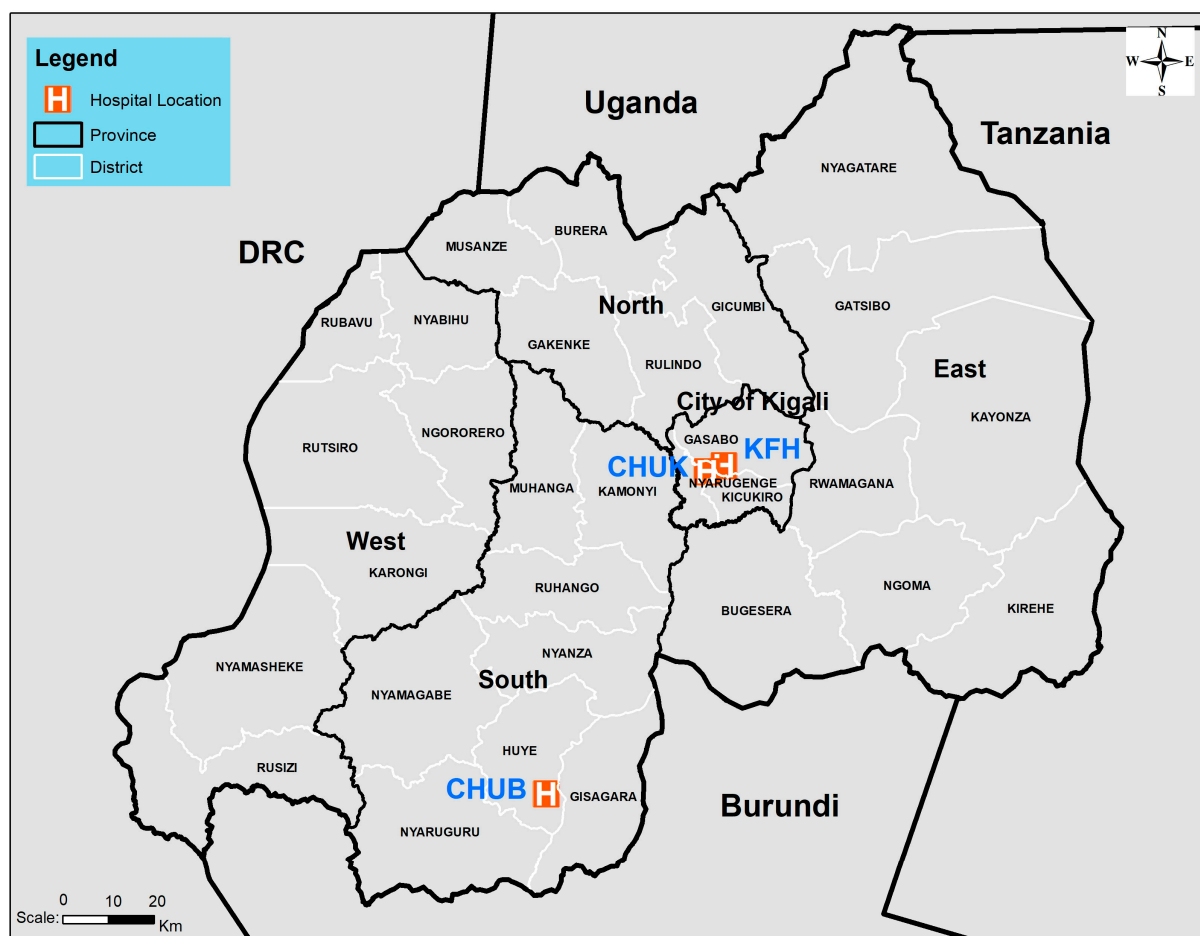 Legend
H Hospital Location
Province
District
N
W E
S
Uganda
Tanzania
DRC
Burundi
NYAGATARE
BURERA
MUSANZE
North
GICUMBI
GATSIBO
RUBAVU
NYABIHU
GAKENKE
RULINDO
East
City of Kigali
KAYONZA
NGORORERO
RUTSIRO
GASABO
KFH
CHUK
H
H
NYARUGENGE
KICUKIRO
RWAMAGANA
MUHANGA
KAMONYI
West
KARONGI
RUHANGO
NGOMA
BUGESERA
KIREHE
NYANZA
NYAMASHEKE
South
NYAMAGABE
HUYE
RUSIZI
CHUB H
GISAGARA
NYARUGURU
0 10 20
Scale: Km